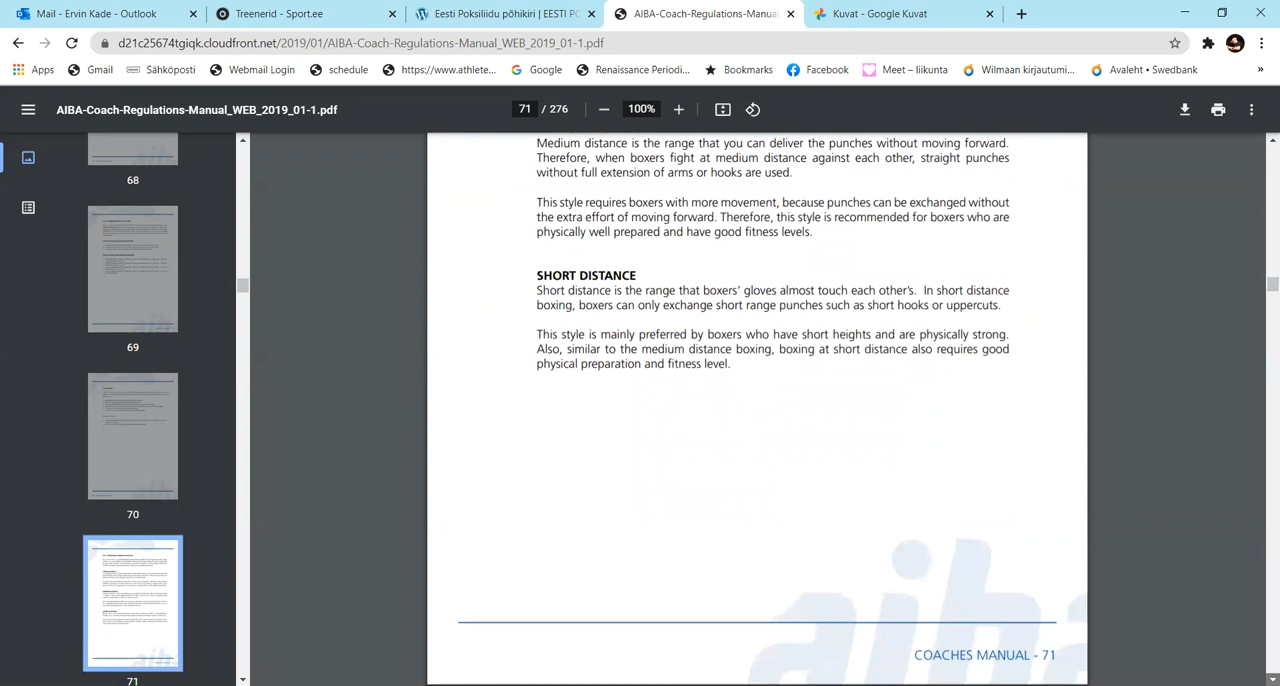 Mail - Ervin Kade - Outlook
Treenerid - Sport.ee
Eesti Poksiliidu põhikiri | EESTI PO
AIBA-Coach-Regulations-Manual
Kuvat - Google Kuvat
d21c25674tgiqk.cloudfront.net/2019/01/AIBA-Coach-Regulations-Manual_WEB_2019_01-1.pdf
Apps
Gmail
Sähköposti
Webmail Login
schedule
https://www.athlete...
Google
Renaissance Periodi...
Bookmarks
Facebook
Meet – liikunta
Wilmaan kirjautumi...
Avaleht • Swedbank
»
AIBA-Coach-Regulations-Manual_WEB_2019_01-1.pdf
71 / 276
100%
68
69
70
71
Medium distance is the range that you can deliver the punches without moving forward.
Therefore, when boxers fight at medium distance against each other, straight punches
without full extension of arms or hooks are used.
This style requires boxers with more movement, because punches can be exchanged without
the extra effort of moving forward. Therefore, this style is recommended for boxers who are
physically well prepared and have good fitness levels.
SHORT DISTANCE
Short distance is the range that boxers’ gloves almost touch each other’s. In short distance
boxing, boxers can only exchange short range punches such as short hooks or uppercuts.
This style is mainly preferred by boxers who have short heights and are physically strong.
Also, similar to the medium distance boxing, boxing at short distance also requires good
physical preparation and fitness level.
aiba
COACHES MANUAL - 71